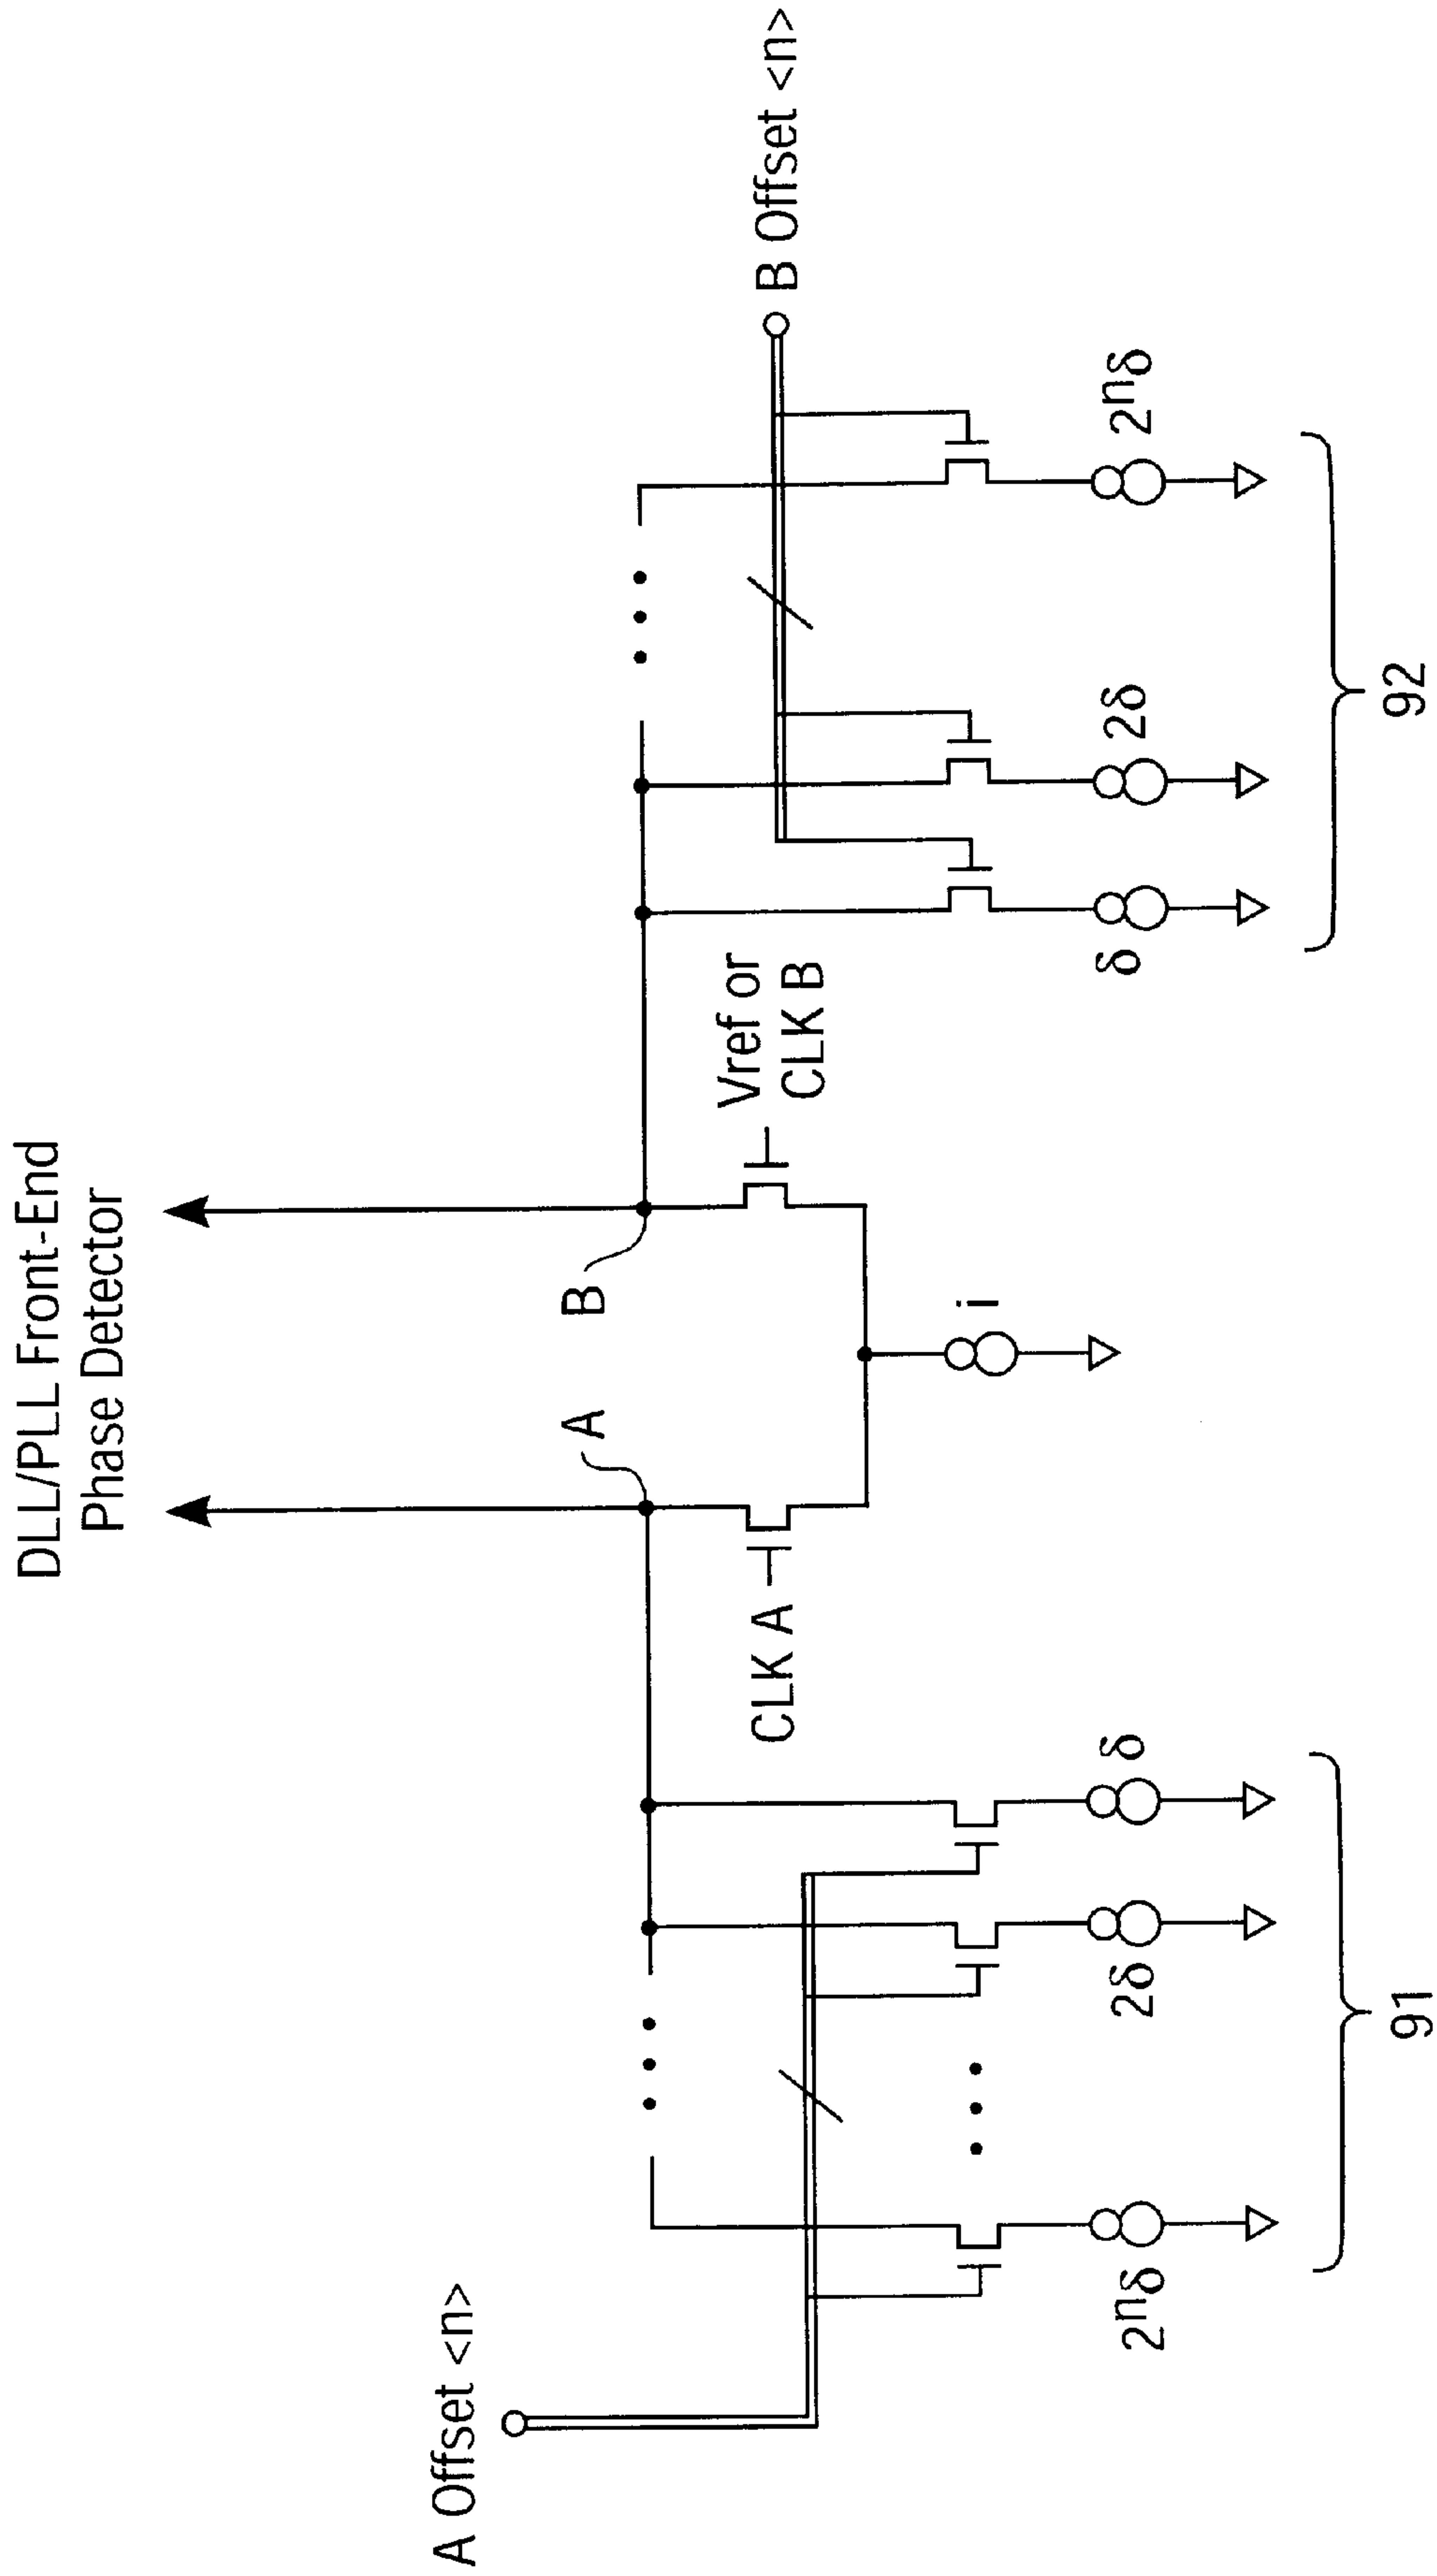 DLL/PLL Front-End
Phase Detector
A Offset <n>
A
B
B Offset <n>
CLK A
Vref or
CLK B
i
2ⁿδ
2δ
δ
δ
2δ
2ⁿδ
91
92